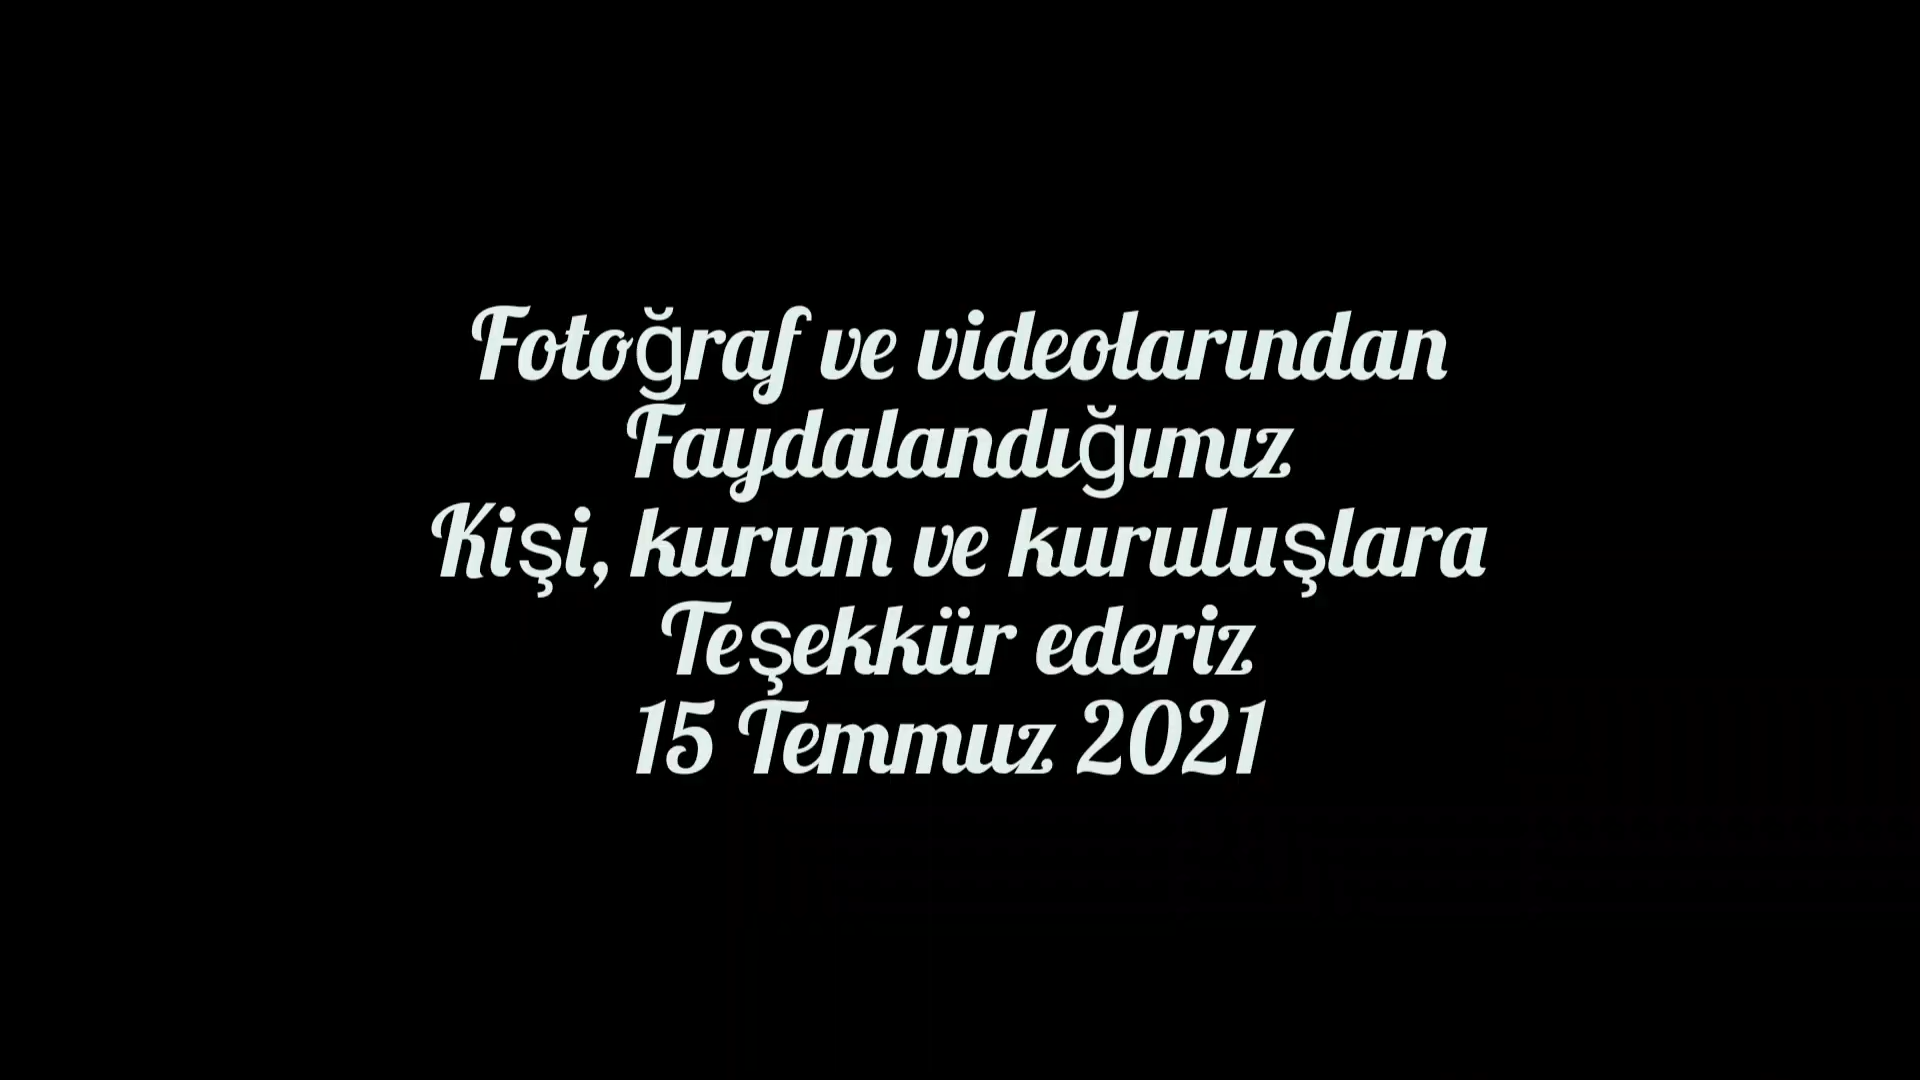 Fotoğraf ve videolarından
Faydalandığımız
Kişi, kurum ve kuruluşlara
Teşekkür ederiz
15 Temmuz 2021